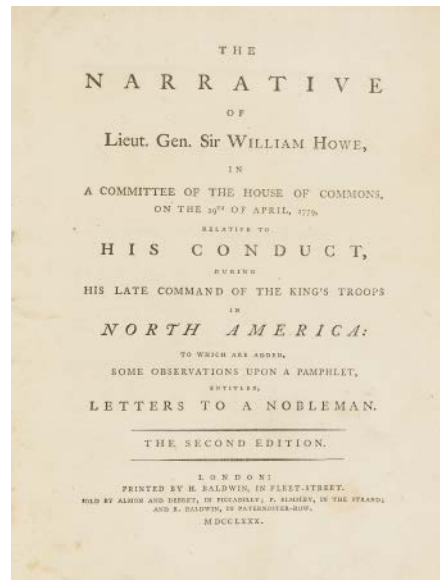 THE
NARRATIVE
OF
Lieut. Gen. Sir WILLIAM HOWE,
IN
A COMMITTEE OF THE HOUSE OF COMMONS,
ON THE 29TH OF APRIL, 1779,
RELATIVE TO
HIS CONDUCT,
DURING
HIS LATE COMMAND OF THE KING'S TROOPS
IN
NORTH AMERICA:
TO WHICH ARE ADDED,
SOME OBSERVATIONS UPON A PAMPHLET,
ENTITLED,
LETTERS TO A NOBLEMAN.
THE SECOND EDITION.
LONDON:
PRINTED BY H. BALDWIN, IN FLEET-STREET.
SOLD BY ALMON AND DEBRET, IN PICCADILLY; P. ELMSLEY, IN THE STRAND;
AND R. BALDWIN, IN PATERNOSTER-ROW.
MDCCLXXX.